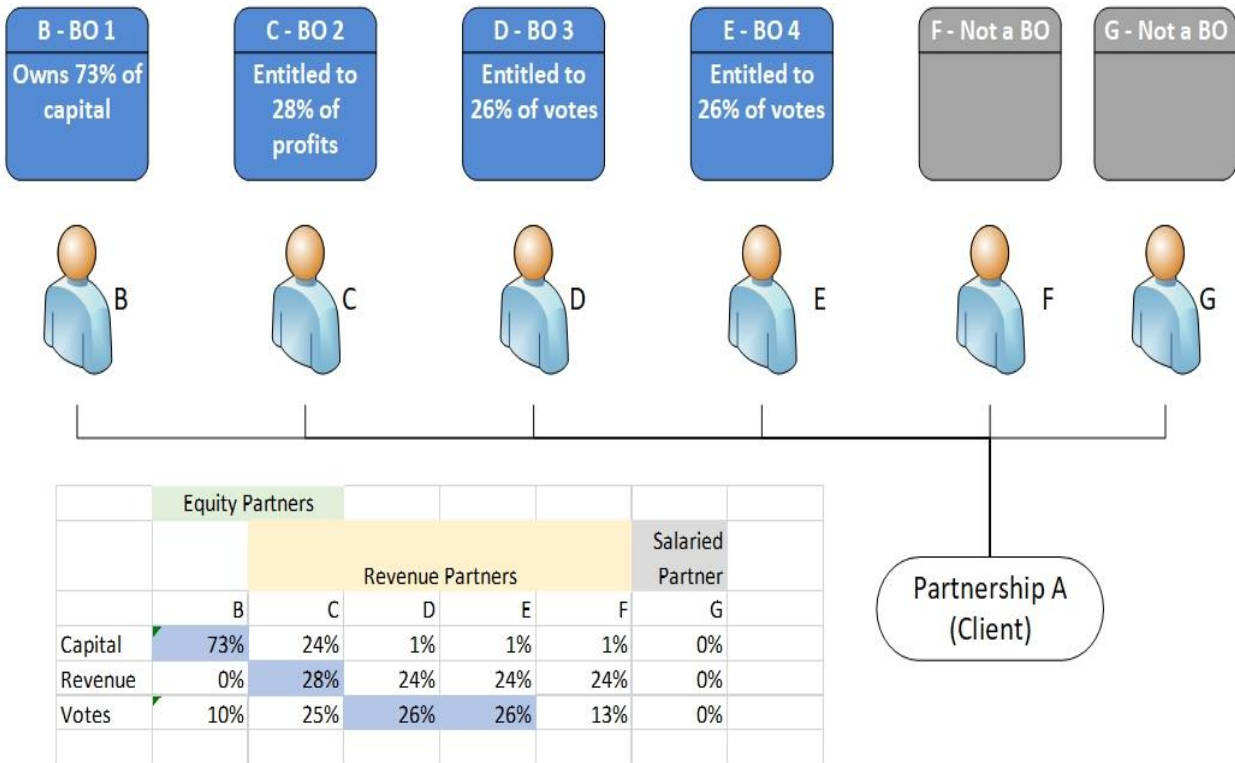 B - BO 1
Owns 73% of
capital
C - BO 2
Entitled to
28% of
profits
D - BO 3
Entitled to
26% of votes
E - BO 4
Entitled to
26% of votes
F - Not a BO
G - Not a BO
B
C
D
E
F
G
Equity Partners
Revenue Partners
Salaried
Partner
B C D E F G
Capital 73% 24% 1% 1% 1% 0%
Revenue 0% 28% 24% 24% 24% 0%
Votes 10% 25% 26% 26% 13% 0%
Partnership A
(Client)